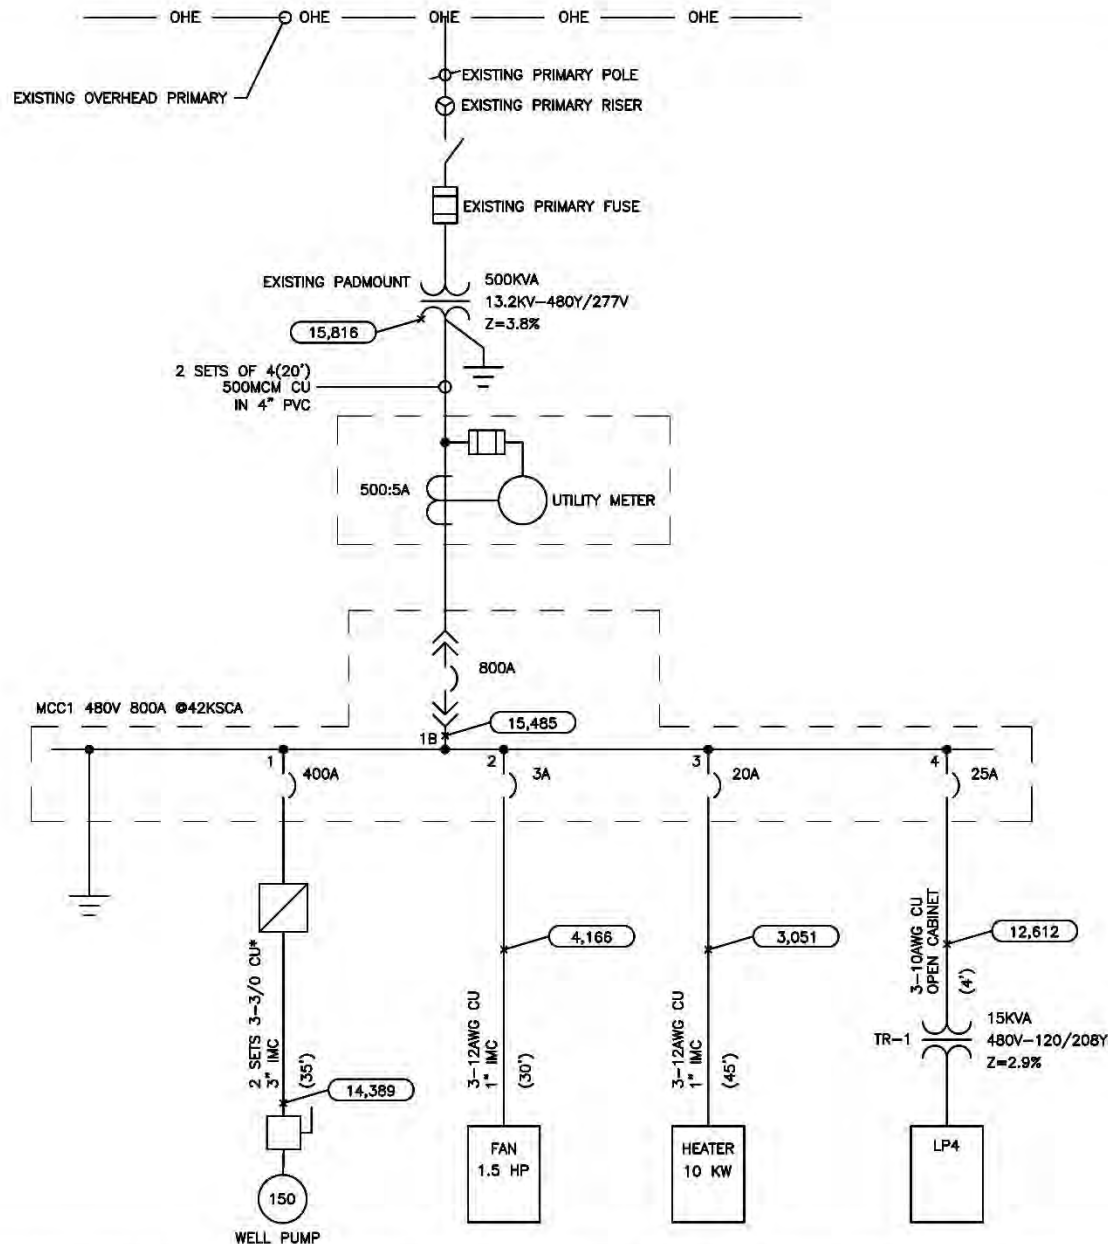 OHE
OHE
OHE
OHE
OHE
EXISTING OVERHEAD PRIMARY
EXISTING PRIMARY POLE
EXISTING PRIMARY RISER
EXISTING PRIMARY FUSE
EXISTING PADMOUNT
500KVA
13.2KV-480Y/277V
Z=3.8%
15,816
2 SETS OF 4(20')
500MCM CU
IN 4" PVC
500:5A
UTILITY METER
800A
MCC1 480V 800A @42KSCA
15,485
1B
1
400A
2
3A
3
20A
4
25A
2 SETS 3-3/0 CU*
3" IMC
(35')
14,389
150
WELL PUMP
4,166
3-12AWG CU
1" IMC
(30')
FAN
1.5 HP
3,051
3-12AWG CU
1" IMC
(45')
HEATER
10 KW
12,612
3-10AWG CU
OPEN CABINET
(4')
TR-1
15KVA
480V-120/208Y
Z=2.9%
LP4